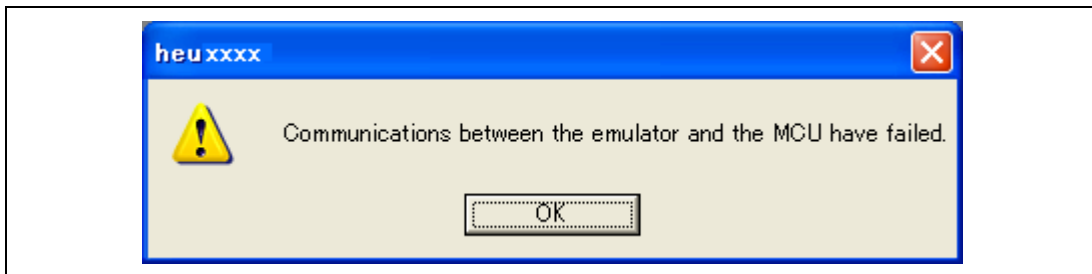 heuxxxx
Communications between the emulator and the MCU have failed.
OK